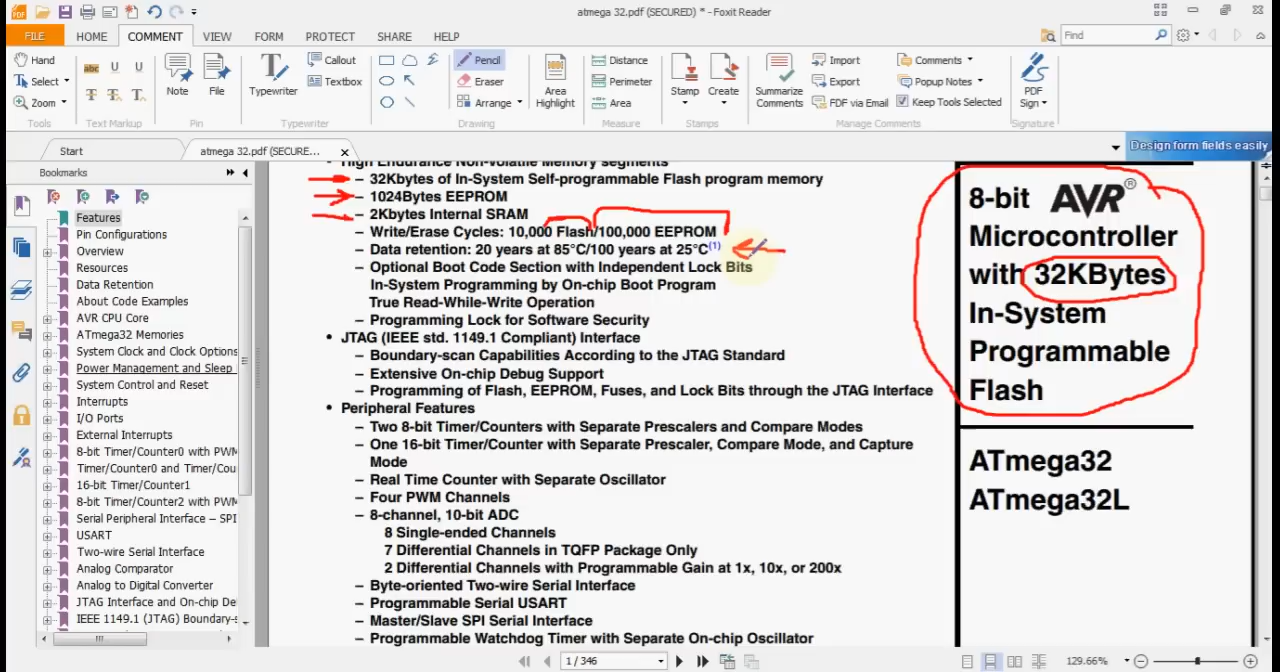 atmega 32.pdf (SECURED) * - Foxit Reader
FILE HOME COMMENT VIEW FORM PROTECT SHARE HELP
Find
Hand
Select
Zoom
Tools
Text Markup
Note
File
Pin
Typewriter
Callout
Textbox
Typewriter
Pencil
Eraser
Arrange
Drawing
Area Highlight
Distance
Perimeter
Area
Measure
Stamp
Create
Stamps
Summarize Comments
Import
Export
FDF via Email
Comments
Popup Notes
Keep Tools Selected
Manage Comments
PDF Sign
Signature
Start
atmega 32.pdf (SECURE...
Design form fields easily
Bookmarks
Features
Pin Configurations
Overview
Resources
Data Retention
About Code Examples
AVR CPU Core
ATmega32 Memories
System Clock and Clock Options
Power Management and Sleep
System Control and Reset
Interrupts
I/O Ports
External Interrupts
8-bit Timer/Counter0 with PWM
Timer/Counter0 and Timer/Cou
16-bit Timer/Counter1
8-bit Timer/Counter2 with PWM
Serial Peripheral Interface – SPI
USART
Two-wire Serial Interface
Analog Comparator
Analog to Digital Converter
JTAG Interface and On-chip De
IEEE 1149.1 (JTAG) Boundary-s
High Endurance Non-volatile Memory segments
– 32Kbytes of In-System Self-programmable Flash program memory
– 1024Bytes EEPROM
– 2Kbytes Internal SRAM
– Write/Erase Cycles: 10,000 Flash/100,000 EEPROM
– Data retention: 20 years at 85°C/100 years at 25°C(1)
– Optional Boot Code Section with Independent Lock Bits
In-System Programming by On-chip Boot Program
True Read-While-Write Operation
– Programming Lock for Software Security
• JTAG (IEEE std. 1149.1 Compliant) Interface
– Boundary-scan Capabilities According to the JTAG Standard
– Extensive On-chip Debug Support
– Programming of Flash, EEPROM, Fuses, and Lock Bits through the JTAG Interface
• Peripheral Features
– Two 8-bit Timer/Counters with Separate Prescalers and Compare Modes
– One 16-bit Timer/Counter with Separate Prescaler, Compare Mode, and Capture
Mode
– Real Time Counter with Separate Oscillator
– Four PWM Channels
– 8-channel, 10-bit ADC
8 Single-ended Channels
7 Differential Channels in TQFP Package Only
2 Differential Channels with Programmable Gain at 1x, 10x, or 200x
– Byte-oriented Two-wire Serial Interface
– Programmable Serial USART
– Master/Slave SPI Serial Interface
– Programmable Watchdog Timer with Separate On-chip Oscillator
8-bit AVR®
Microcontroller
with 32KBytes
In-System
Programmable
Flash
ATmega32
ATmega32L
1 / 346
129.66%